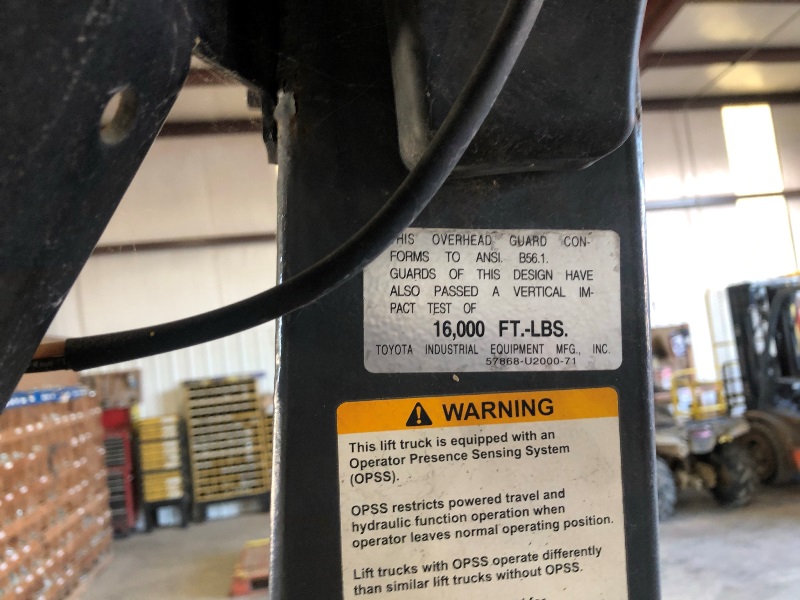 HIS OVERHEAD GUARD CON-
FORMS TO ANSI. B56.1.
GUARDS OF THIS DESIGN HAVE
ALSO PASSED A VERTICAL IM-
PACT TEST OF
16,000 FT.-LBS.
TOYOTA INDUSTRIAL EQUIPMENT MFG., INC.
57868-U2000-71
WARNING
This lift truck is equipped with an
Operator Presence Sensing System
(OPSS).
OPSS restricts powered travel and
hydraulic function operation when
operator leaves normal operating position.
Lift trucks with OPSS operate differently
than similar lift trucks without OPSS.